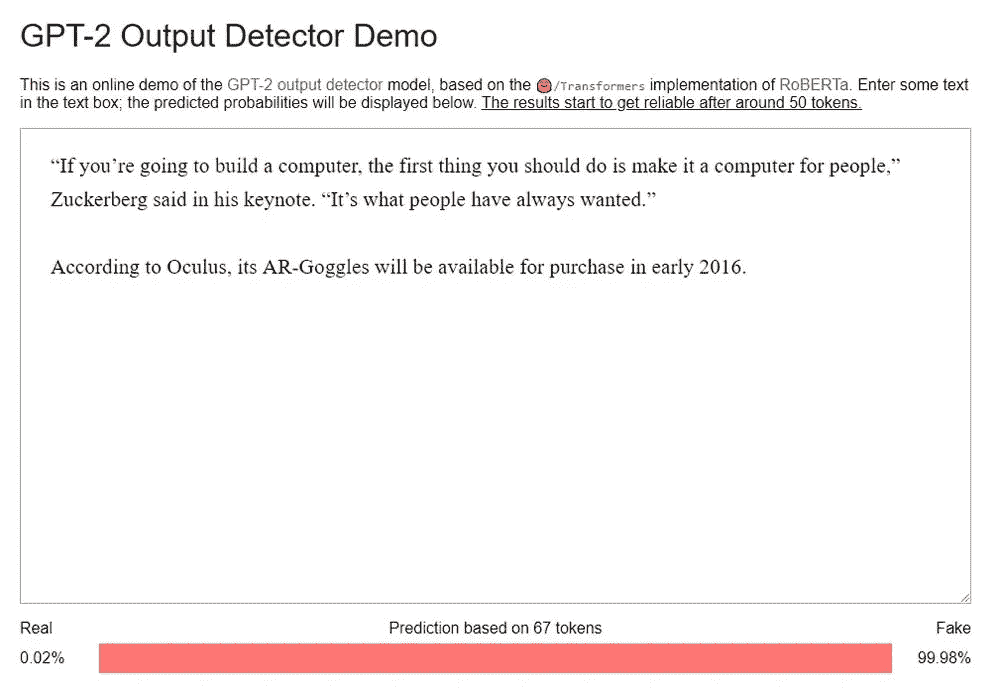 GPT-2 Output Detector Demo
This is an online demo of the GPT-2 output detector model, based on the /Transformers implementation of RoBERTa. Enter some text
in the text box; the predicted probabilities will be displayed below. The results start to get reliable after around 50 tokens.
“If you’re going to build a computer, the first thing you should do is make it a computer for people,”
Zuckerberg said in his keynote. “It’s what people have always wanted.”
According to Oculus, its AR-Goggles will be available for purchase in early 2016.
Real Prediction based on 67 tokens Fake
0.02% 99.98%